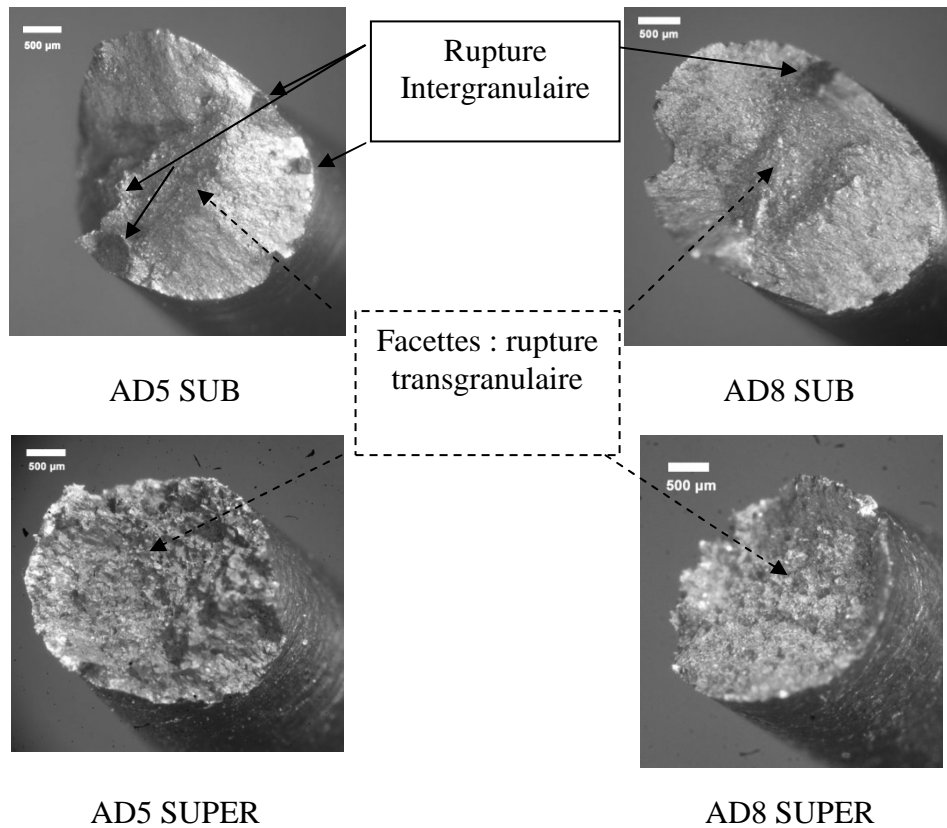 500 µm
Rupture
Intergranulaire
500 µm
Facettes : rupture
transgranulaire
AD5 SUB
AD8 SUB
500 µm
500 µm
AD5 SUPER
AD8 SUPER